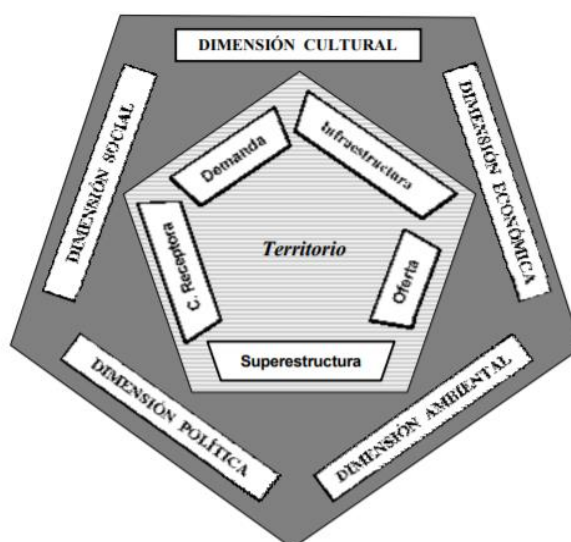 DIMENSIÓN CULTURAL
DIMENSIÓN SOCIAL
DIMENSIÓN ECONÓMICA
Demanda
Infraestructura
C. Receptora
Territorio
Oferta
Superestructura
DIMENSIÓN POLÍTICA
DIMENSIÓN AMBIENTAL